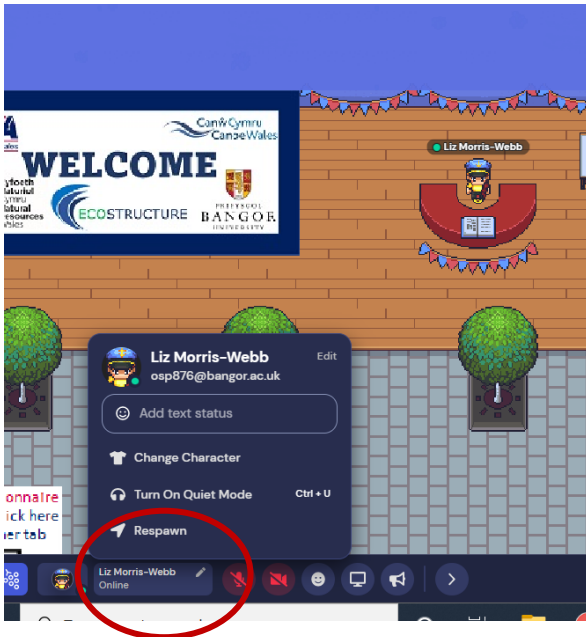 Canŵ Cymru
Canoe Wales
WELCOME
ECOSTRUCTURE
PRIFYSGOL
BANGOR
UNIVERSITY
Liz Morris-Webb
Liz Morris-Webb
Edit
osp876@bangor.ac.uk
Add text status
Change Character
Turn On Quiet Mode
Ctrl + U
Respawn
ick here
er tab
Liz Morris-Webb
Online